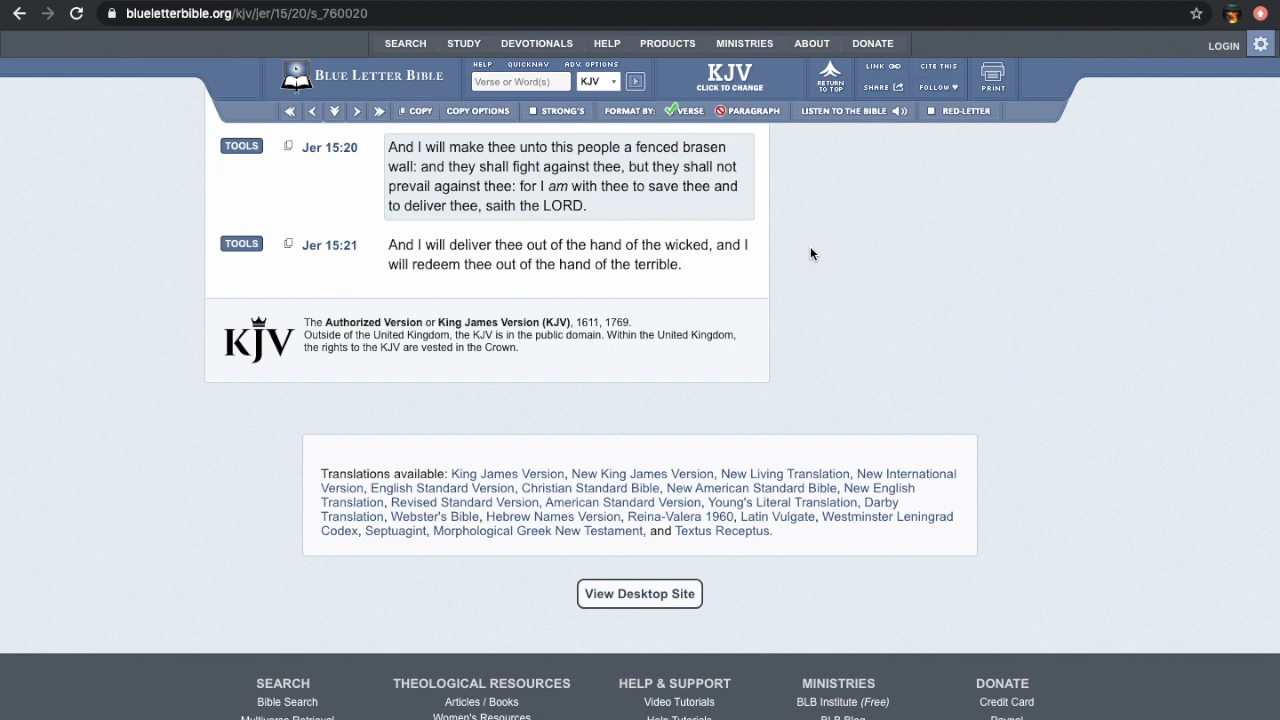 blueletterbible.org/kjv/jer/15/20/s_760020
SEARCH STUDY DEVOTIONALS HELP PRODUCTS MINISTRIES ABOUT DONATE
LOGIN
BLUE LETTER BIBLE
HELP QUICKNAV ADV. OPTIONS
Verse or Word(s) KJV
KJV
CLICK TO CHANGE
RETURN
TO TOP
LINK CITE THIS
SHARE FOLLOW
PRINT
COPY COPY OPTIONS STRONG'S FORMAT BY: VERSE PARAGRAPH LISTEN TO THE BIBLE RED-LETTER
TOOLS Jer 15:20 And I will make thee unto this people a fenced brasen
wall: and they shall fight against thee, but they shall not
prevail against thee: for I am with thee to save thee and
to deliver thee, saith the LORD.
TOOLS Jer 15:21 And I will deliver thee out of the hand of the wicked, and I
will redeem thee out of the hand of the terrible.
KJV
The Authorized Version or King James Version (KJV), 1611, 1769.
Outside of the United Kingdom, the KJV is in the public domain. Within the United Kingdom,
the rights to the KJV are vested in the Crown.
Translations available: King James Version, New King James Version, New Living Translation, New International
Version, English Standard Version, Christian Standard Bible, New American Standard Bible, New English
Translation, Revised Standard Version, American Standard Version, Young's Literal Translation, Darby
Translation, Webster's Bible, Hebrew Names Version, Reina-Valera 1960, Latin Vulgate, Westminster Leningrad
Codex, Septuagint, Morphological Greek New Testament, and Textus Receptus.
View Desktop Site
SEARCH THEOLOGICAL RESOURCES HELP & SUPPORT MINISTRIES DONATE
Bible Search Articles / Books Video Tutorials BLB Institute (Free) Credit Card
Multiverse Retrieval Women's Resources Help Tutorials BLB Blog Paypal